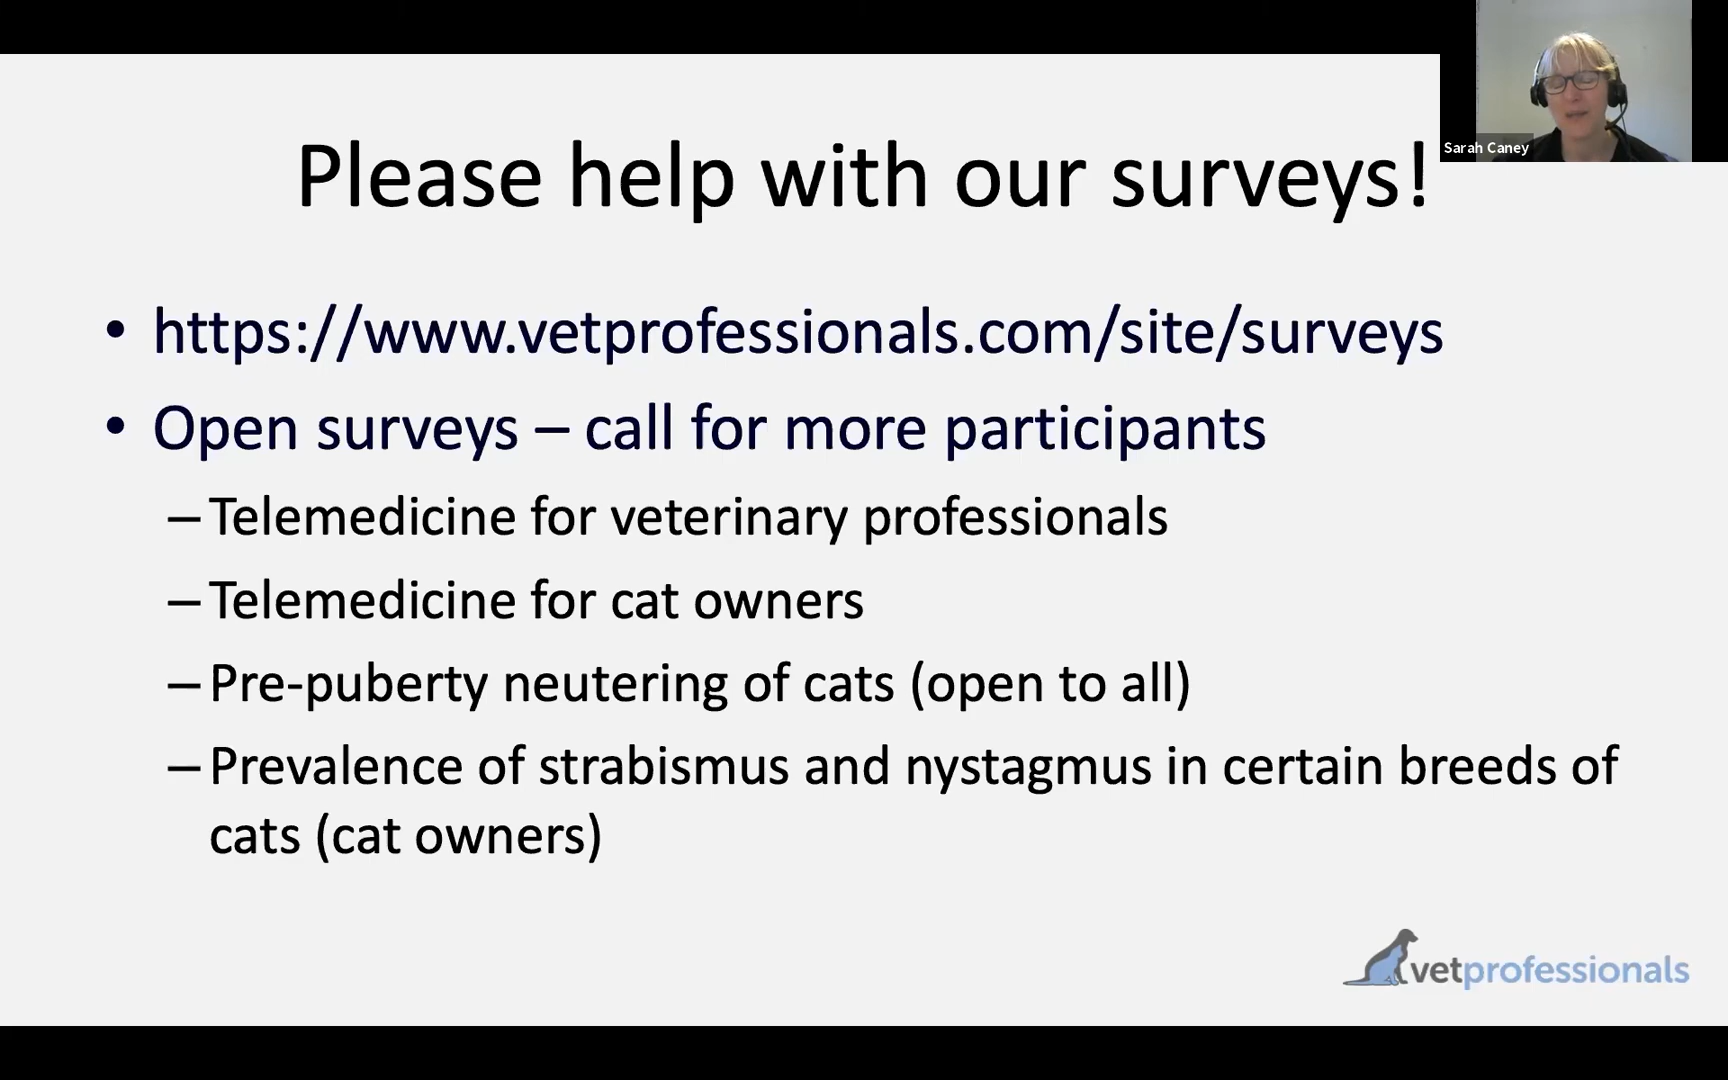 Sarah Caney
Please help with our surveys!
• https://www.vetprofessionals.com/site/surveys
• Open surveys – call for more participants
– Telemedicine for veterinary professionals
– Telemedicine for cat owners
– Pre-puberty neutering of cats (open to all)
– Prevalence of strabismus and nystagmus in certain breeds of
cats (cat owners)
vetprofessionals